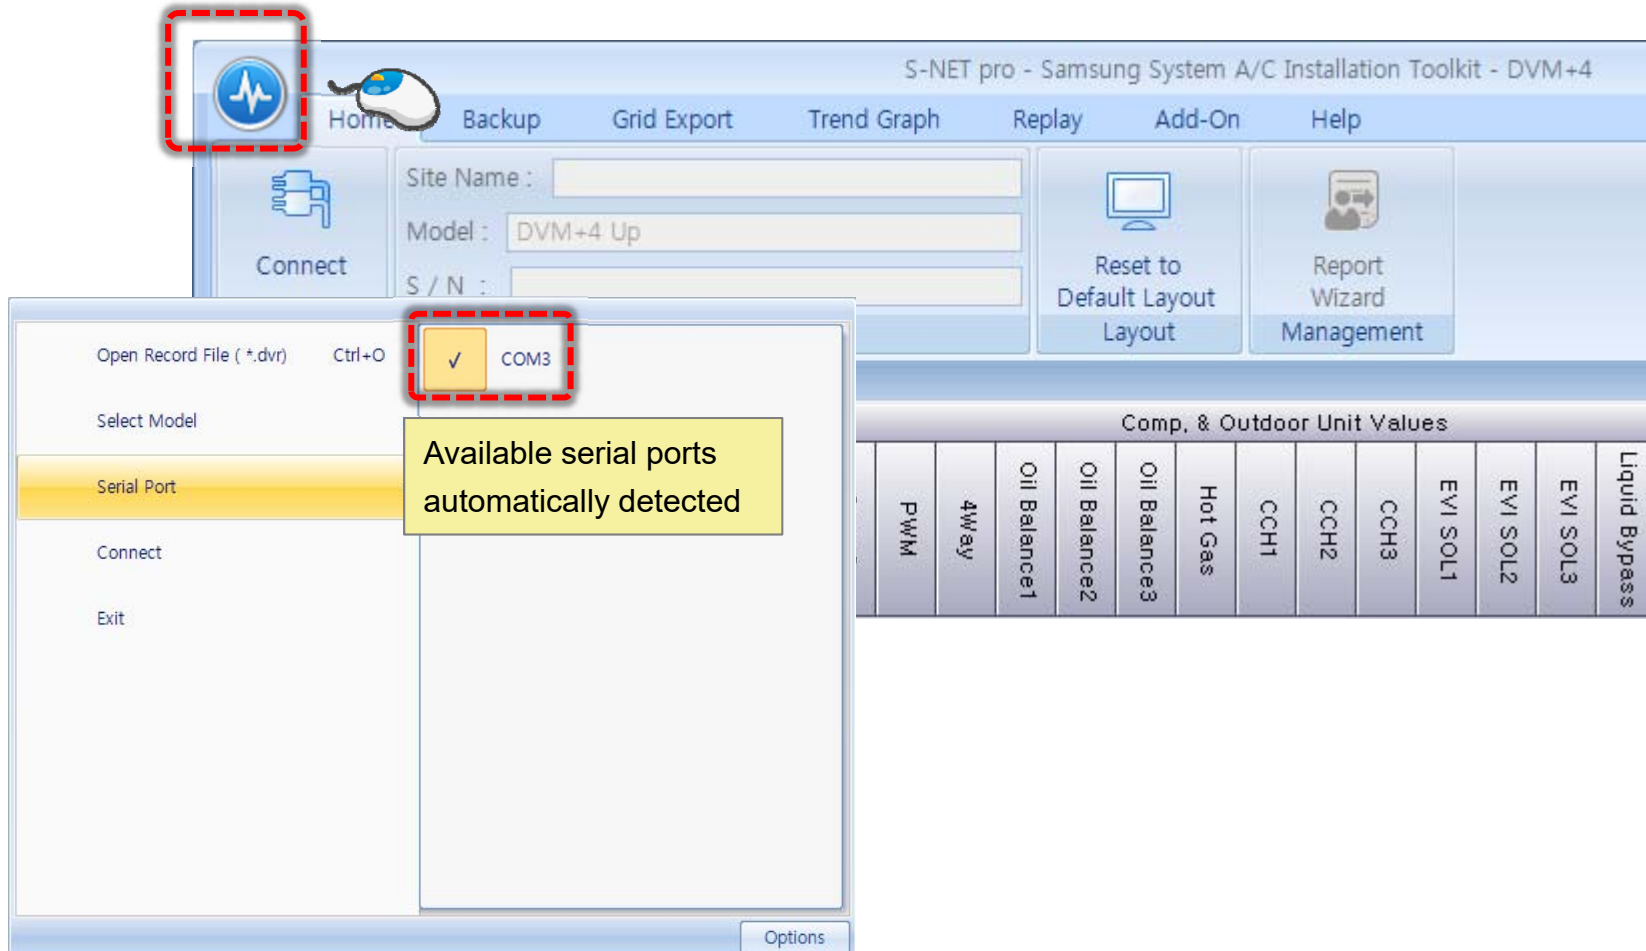 S-NET pro - Samsung System A/C Installation Toolkit - DVM+4
Home Backup Grid Export Trend Graph Replay Add-On Help
Connect
Site Name :
Model : DVM+4 Up
S / N :
Reset to
Default Layout
Layout
Report
Wizard
Management
Open Record File ( *.dvr) Ctrl+O
Select Model
Serial Port
Connect
Exit
✓ COM3
Available serial ports
automatically detected
Options
Comp, & Outdoor Unit Values
PWM
4Way
Oil Balance1
Oil Balance2
Oil Balance3
Hot Gas
CCH1
CCH2
CCH3
EVI SOL1
EVI SOL2
EVI SOL3
Liquid Bypass